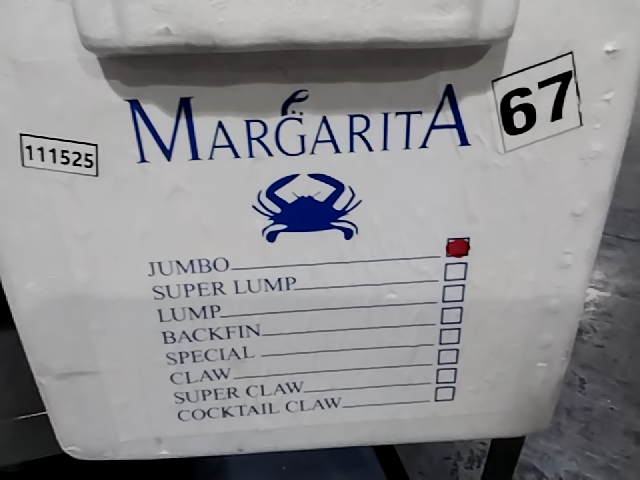 MARGARITA
67
111525
JUMBO
SUPER LUMP
LUMP
BACKFIN
SPECIAL
CLAW
SUPER CLAW
COCKTAIL CLAW